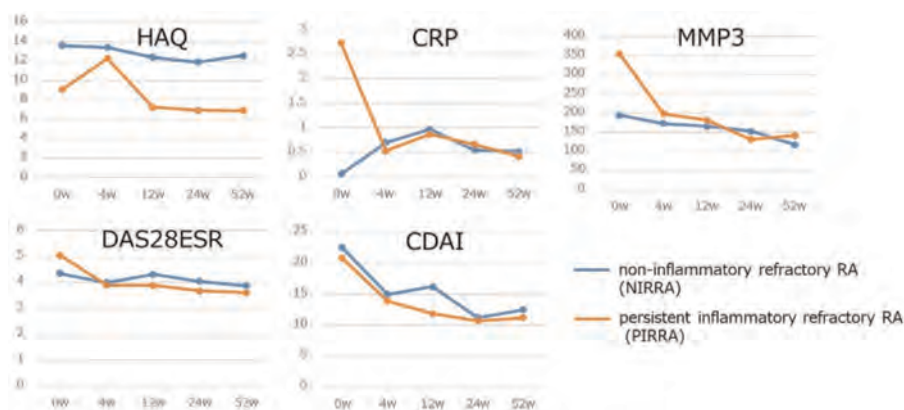 HAQ
16
14
12
10
8
6
4
2
0
0w 4w 12w 24w 52w
CRP
3
2.5
2
1.5
1
0.5
0
0w 4w 12w 24w 52w
MMP3
400
350
300
250
200
150
100
50
0
0w 4w 12w 24w 52w
DAS28ESR
6
5
4
3
2
1
0
0w 4w 12w 24w 52w
CDAI
25
20
15
10
5
0
0w 4w 12w 24w 52w
non-inflammatory refractory RA
(NIRRA)
persistent inflammatory refractory RA
(PIRRA)